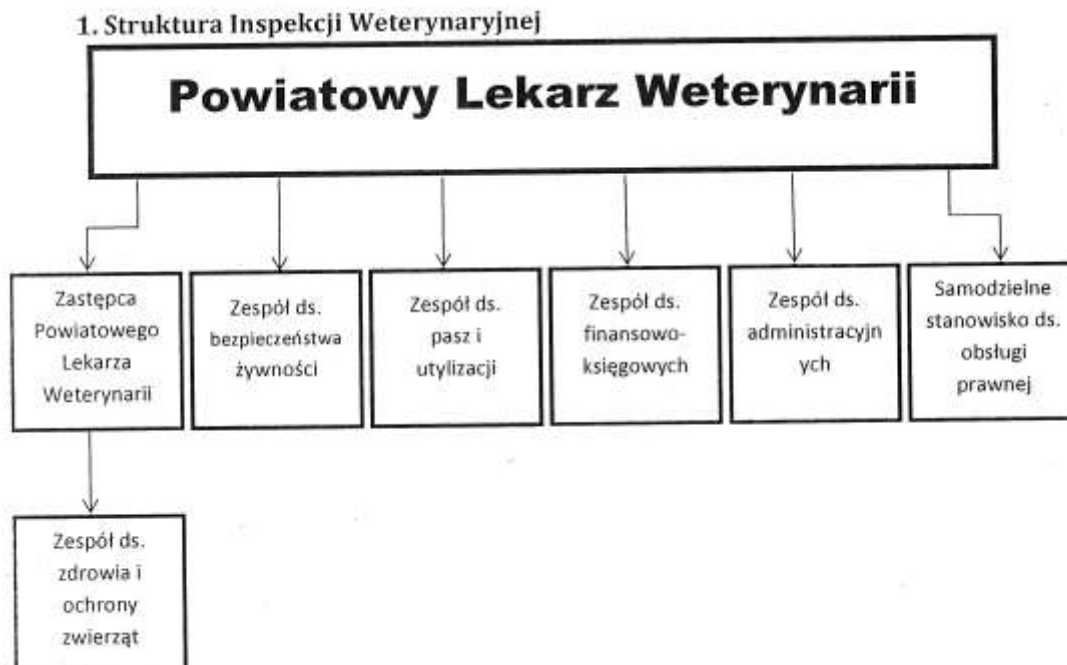 1. Struktura Inspekcji Weterynaryjnej
Powiatowy Lekarz Weterynarii
Zastępca
Powiatowego
Lekarza
Weterynarii
Zespół ds.
bezpieczeństwa
żywności
Zespół ds.
pasz i
utylizacji
Zespół ds.
finansowo-
księgowych
Zespół ds.
administracyjn
ych
Samodzielne
stanowisko ds.
obsługi
prawnej
Zespół ds.
zdrowia i
ochrony
zwierząt